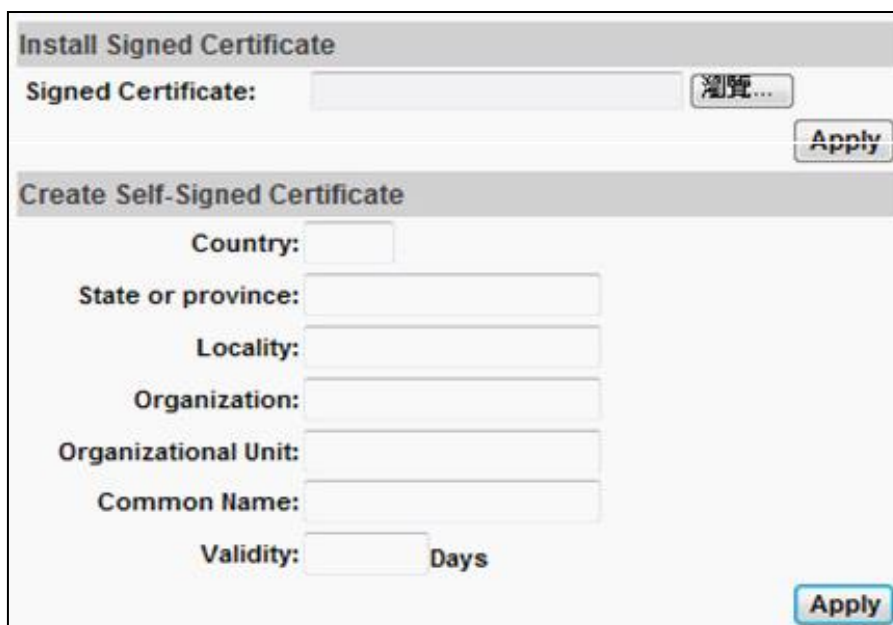 Install Signed Certificate
Signed Certificate: 瀏覽...
Apply
Create Self-Signed Certificate
Country:
State or province:
Locality:
Organization:
Organizational Unit:
Common Name:
Validity: Days
Apply